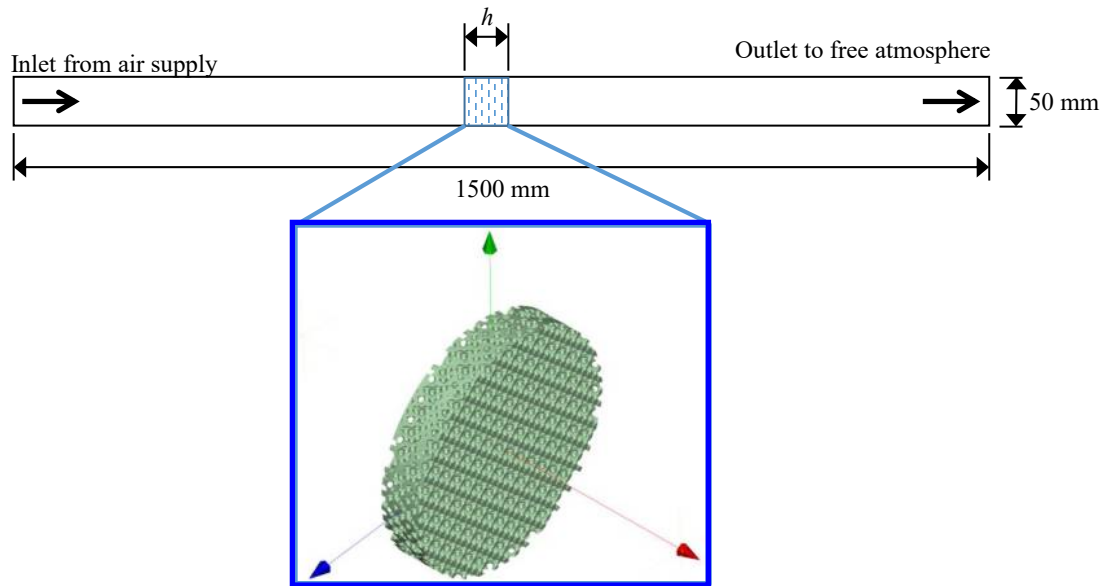 h
Inlet from air supply
Outlet to free atmosphere
50 mm
1500 mm